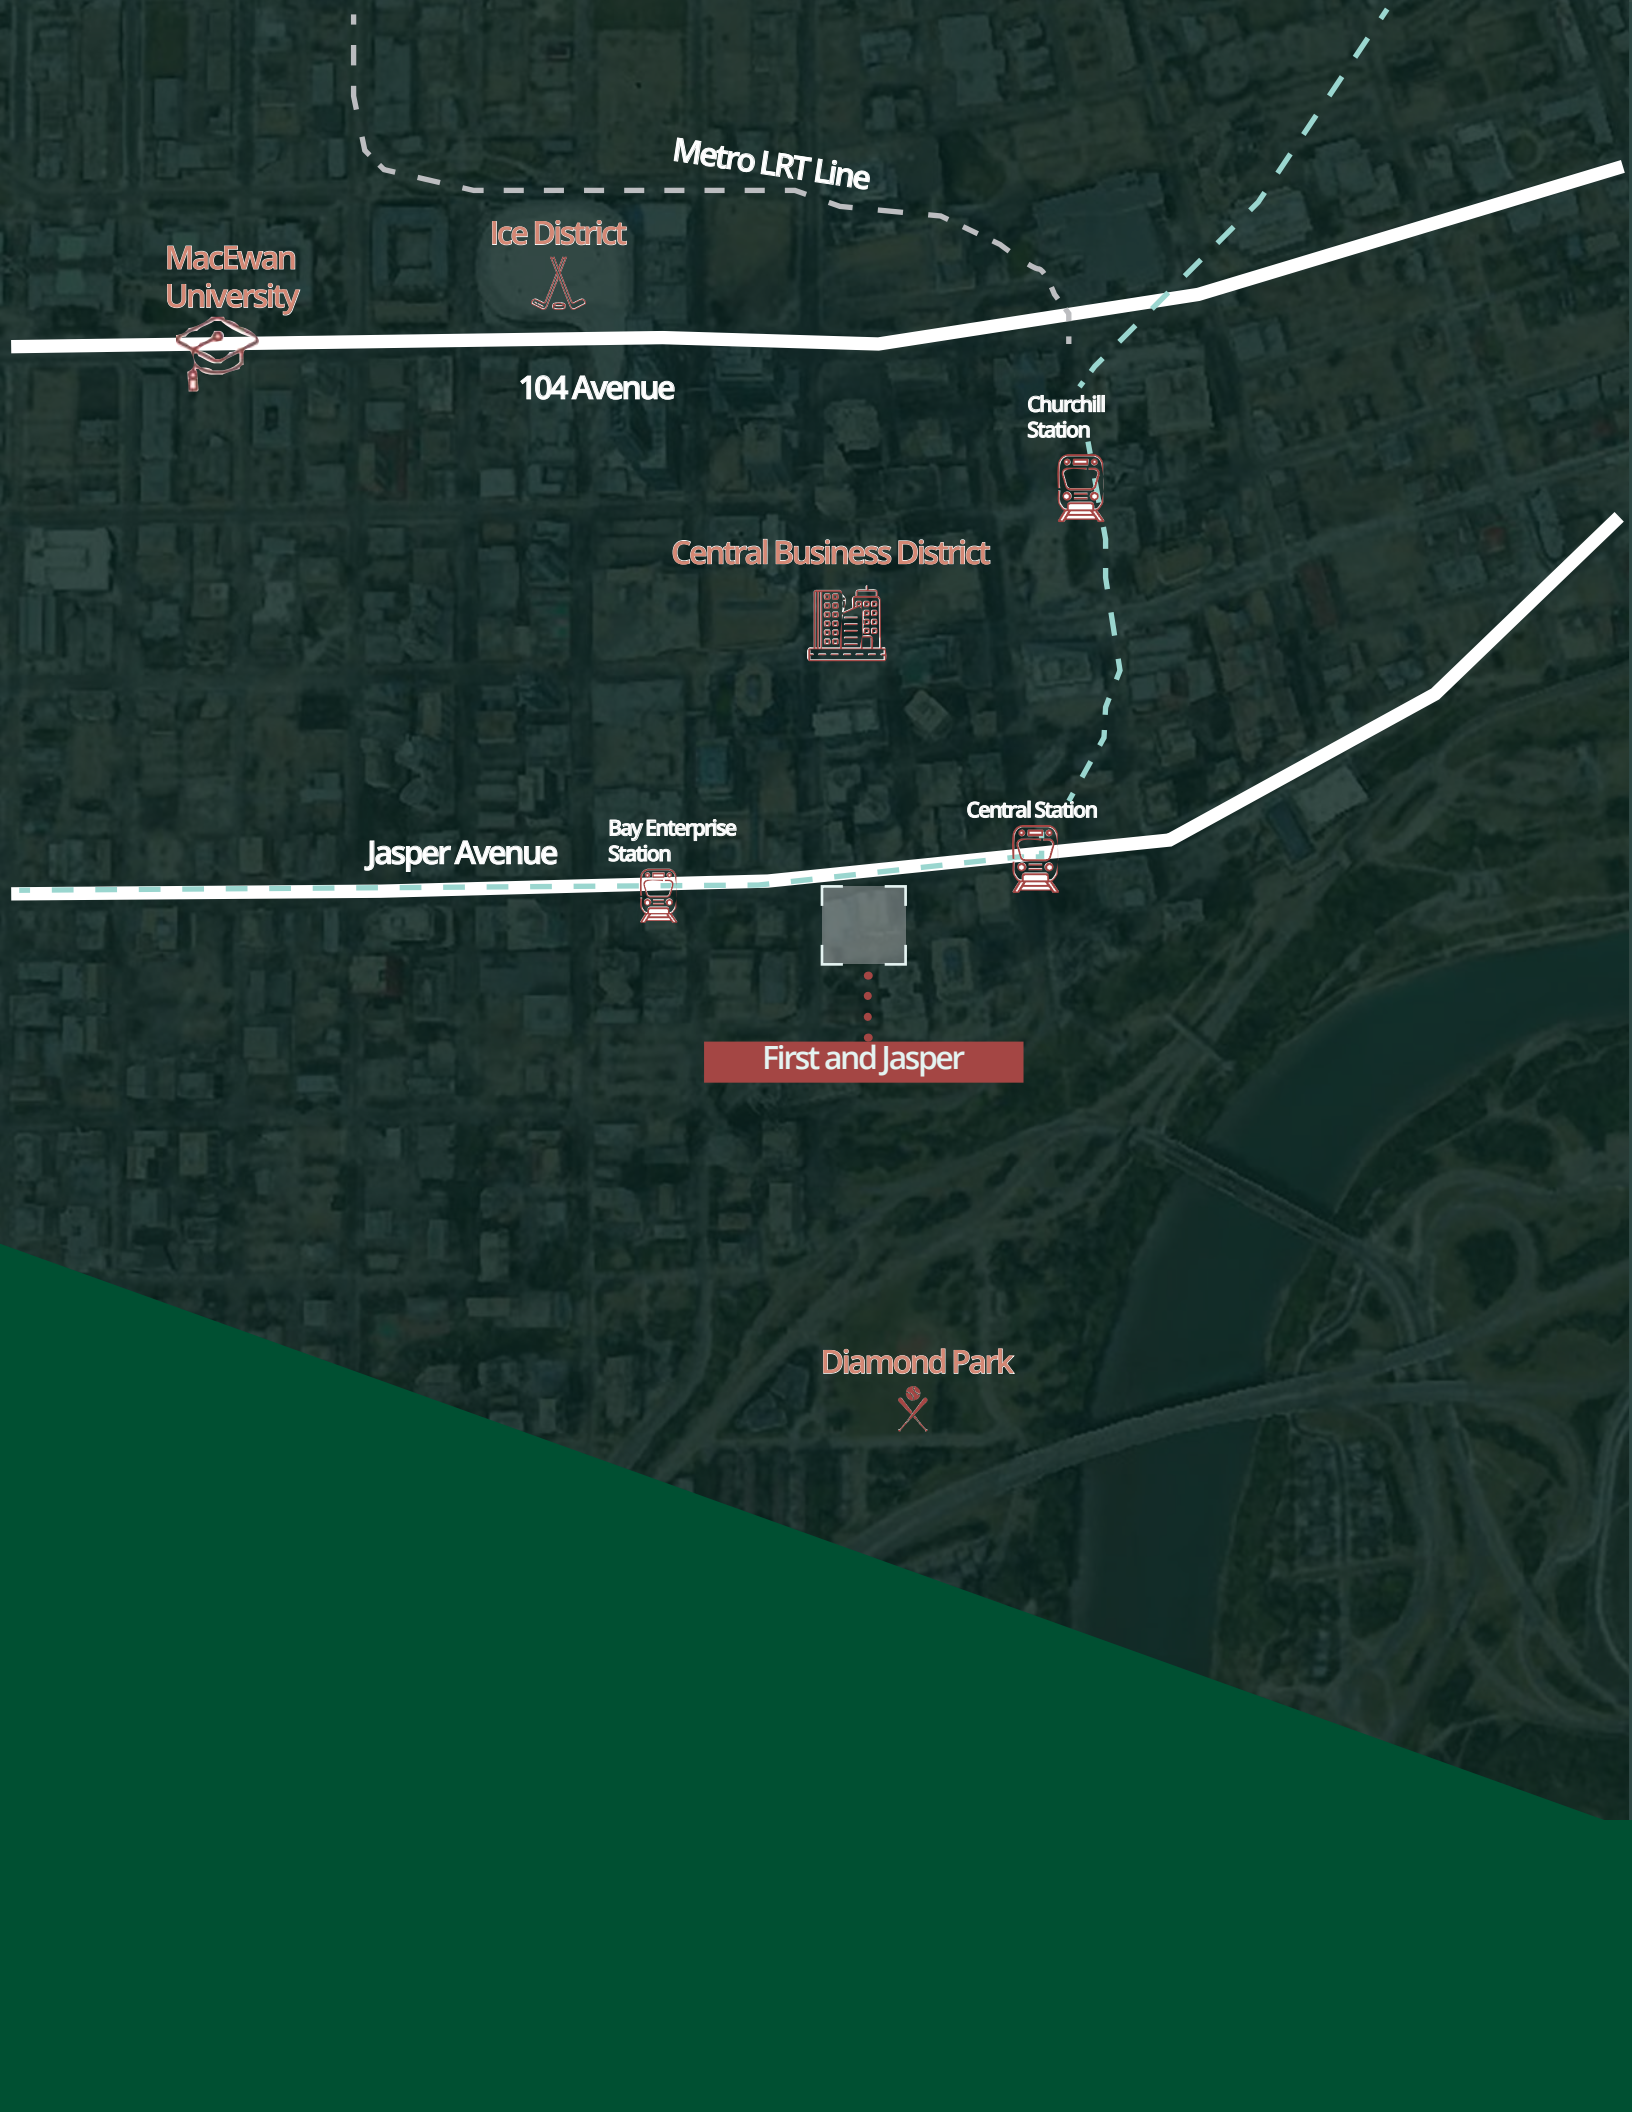 Metro LRT Line
Ice District
MacEwan
University
104 Avenue
Churchill
Station
Central Business District
Central Station
Bay Enterprise
Station
Jasper Avenue
First and Jasper
Diamond Park